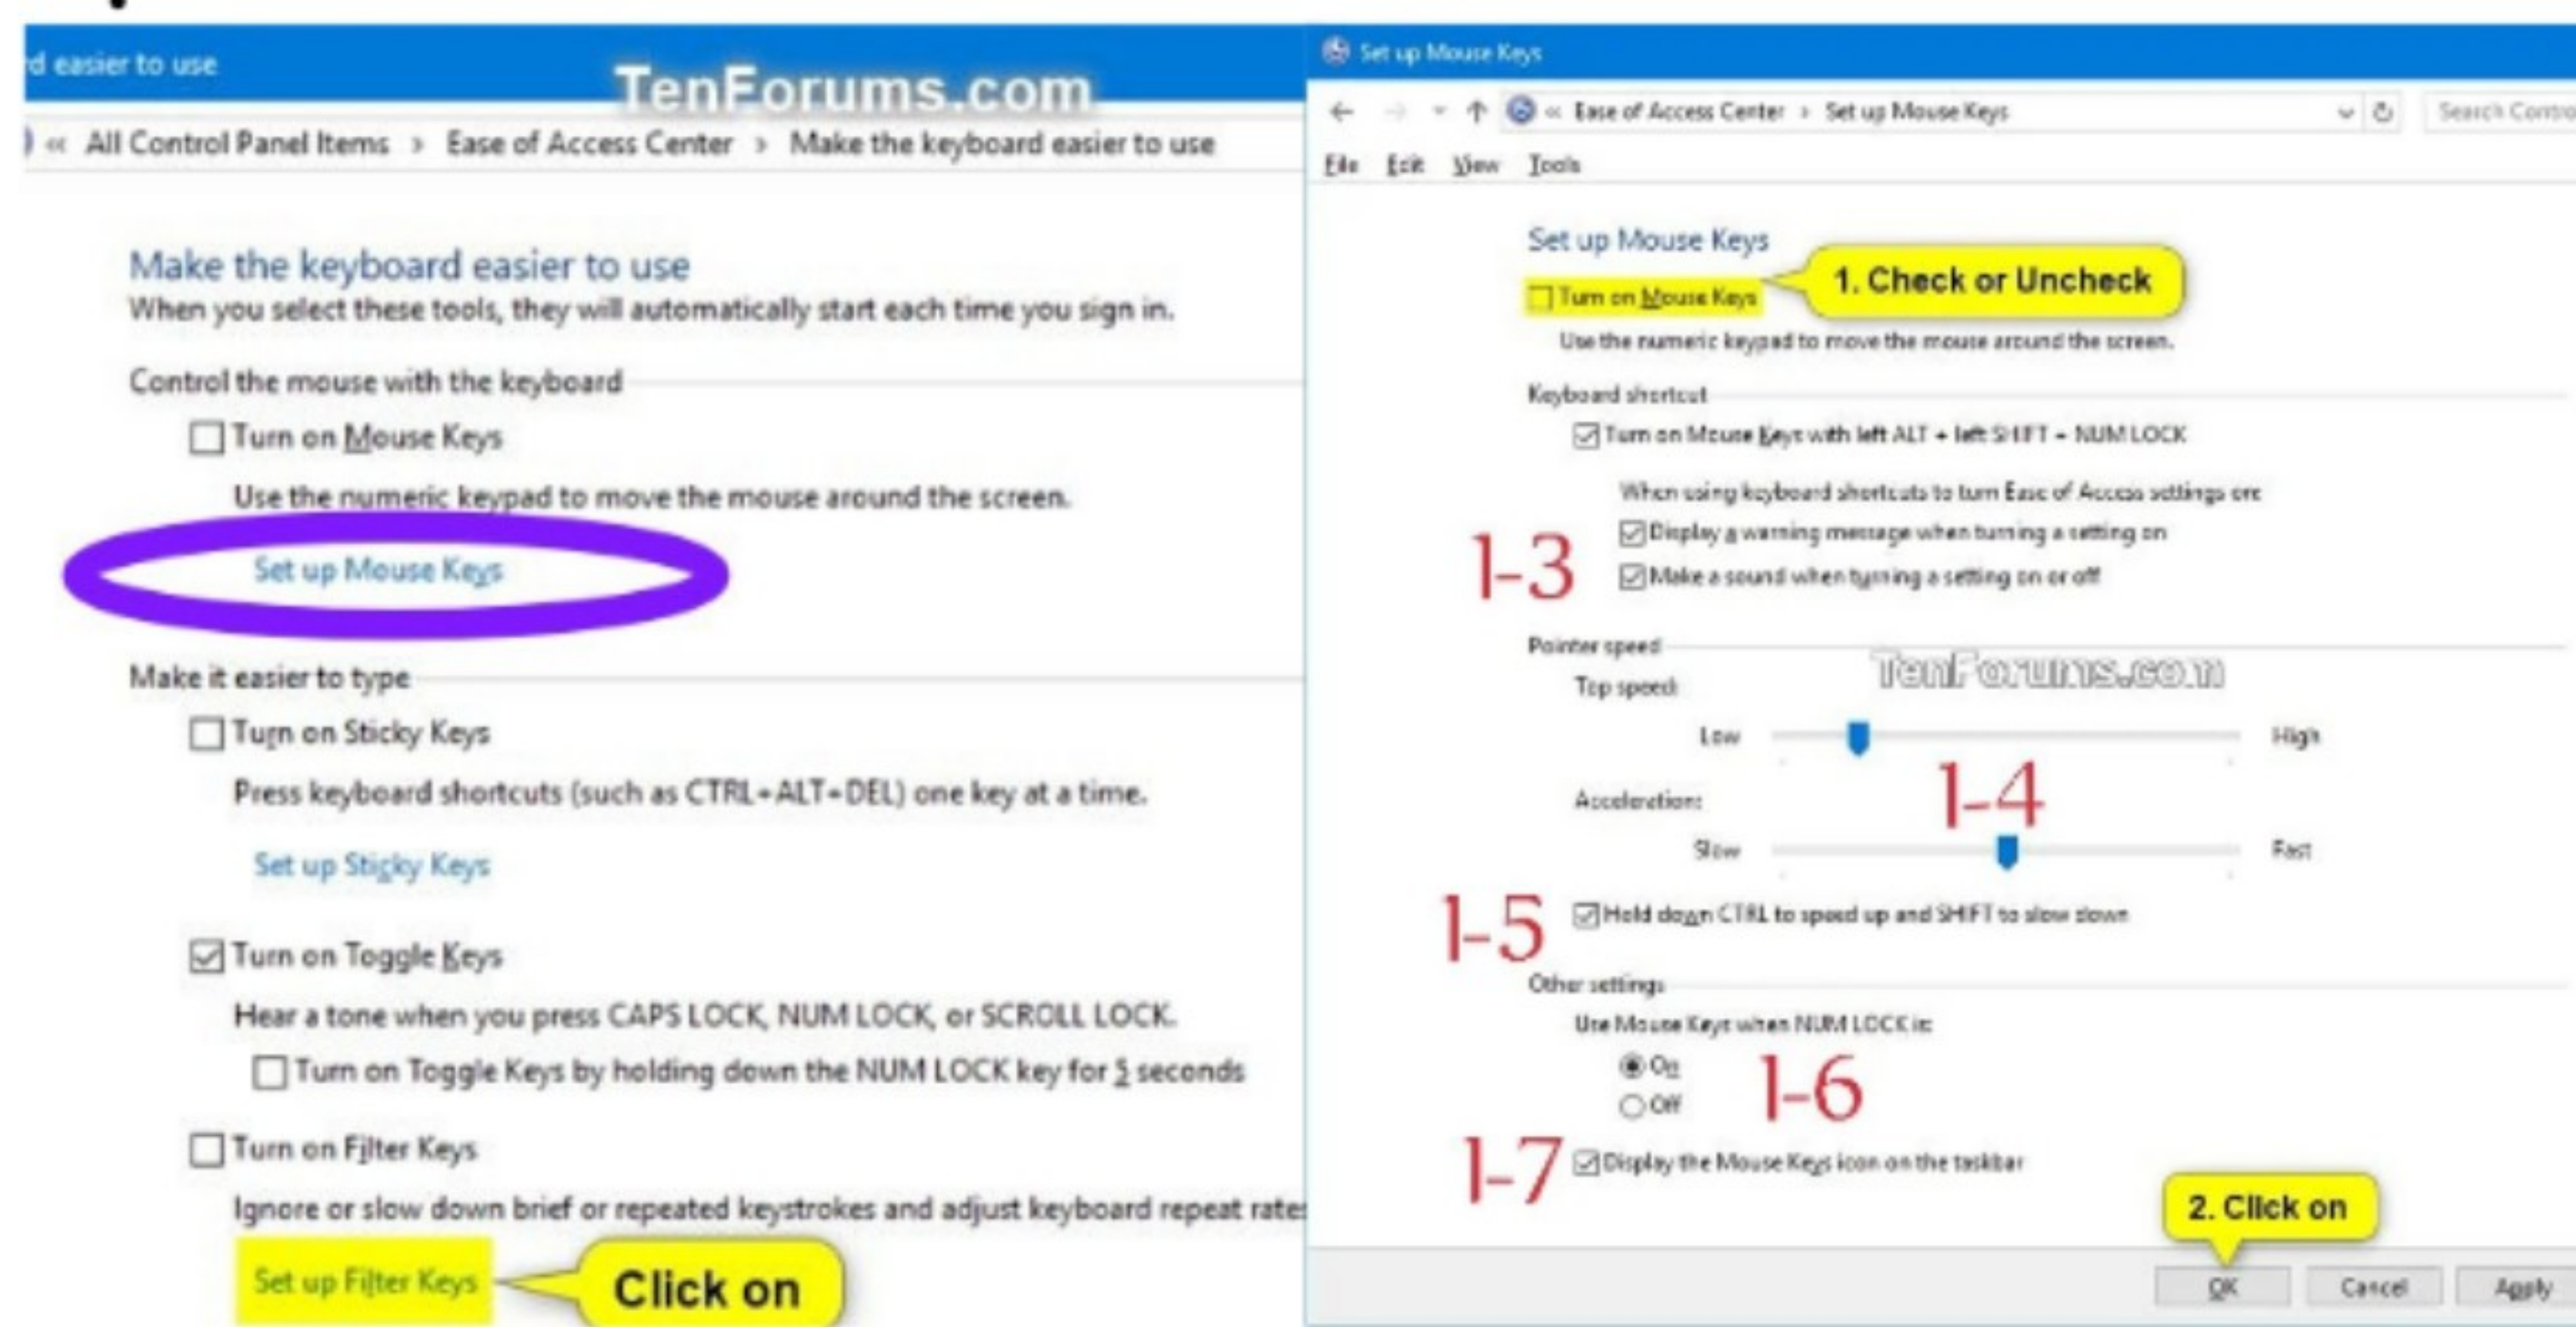 d easier to use
TenForums.com
« All Control Panel Items > Ease of Access Center > Make the keyboard easier to use
Make the keyboard easier to use
When you select these tools, they will automatically start each time you sign in.
Control the mouse with the keyboard
Turn on Mouse Keys
Use the numeric keypad to move the mouse around the screen.
Set up Mouse Keys
Make it easier to type
Turn on Sticky Keys
Press keyboard shortcuts (such as CTRL+ALT+DEL) one key at a time.
Set up Sticky Keys
Turn on Toggle Keys
Hear a tone when you press CAPS LOCK, NUM LOCK, or SCROLL LOCK.
Turn on Toggle Keys by holding down the NUM LOCK key for 5 seconds
Turn on Filter Keys
Ignore or slow down brief or repeated keystrokes and adjust keyboard repeat rates
Set up Filter Keys
Click on
Set up Mouse Keys
« Ease of Access Center > Set up Mouse Keys
Search Contro
File Edit View Tools
Set up Mouse Keys
1. Check or Uncheck
Turn on Mouse Keys
Use the numeric keypad to move the mouse around the screen.
Keyboard shortcut
Turn on Mouse Keys with left ALT + left SHIFT + NUM LOCK
When using keyboard shortcuts to turn Ease of Access settings on:
Display a warning message when turning a setting on
1-3
Make a sound when turning a setting on or off
Pointer speed
TenForums.com
Top speed:
Low High
1-4
Acceleration:
Slow Fast
1-5 Hold down CTRL to speed up and SHIFT to slow down
Other settings
Use Mouse Keys when NUM LOCK is:
On
1-6
Off
1-7 Display the Mouse Keys icon on the taskbar
2. Click on
OK Cancel Apply